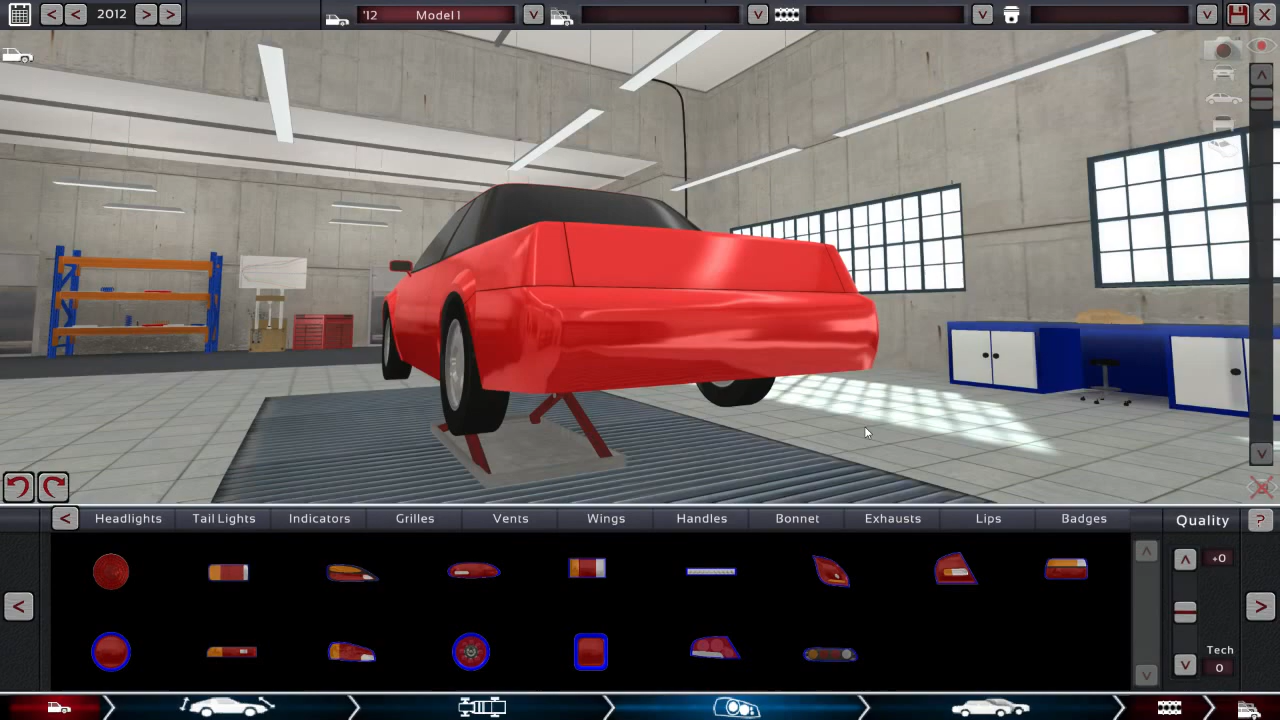 2012
'12 Model 1
Headlights Tail Lights Indicators Grilles Vents Wings Handles Bonnet Exhausts Lips Badges
Quality ?
+0
Tech
0